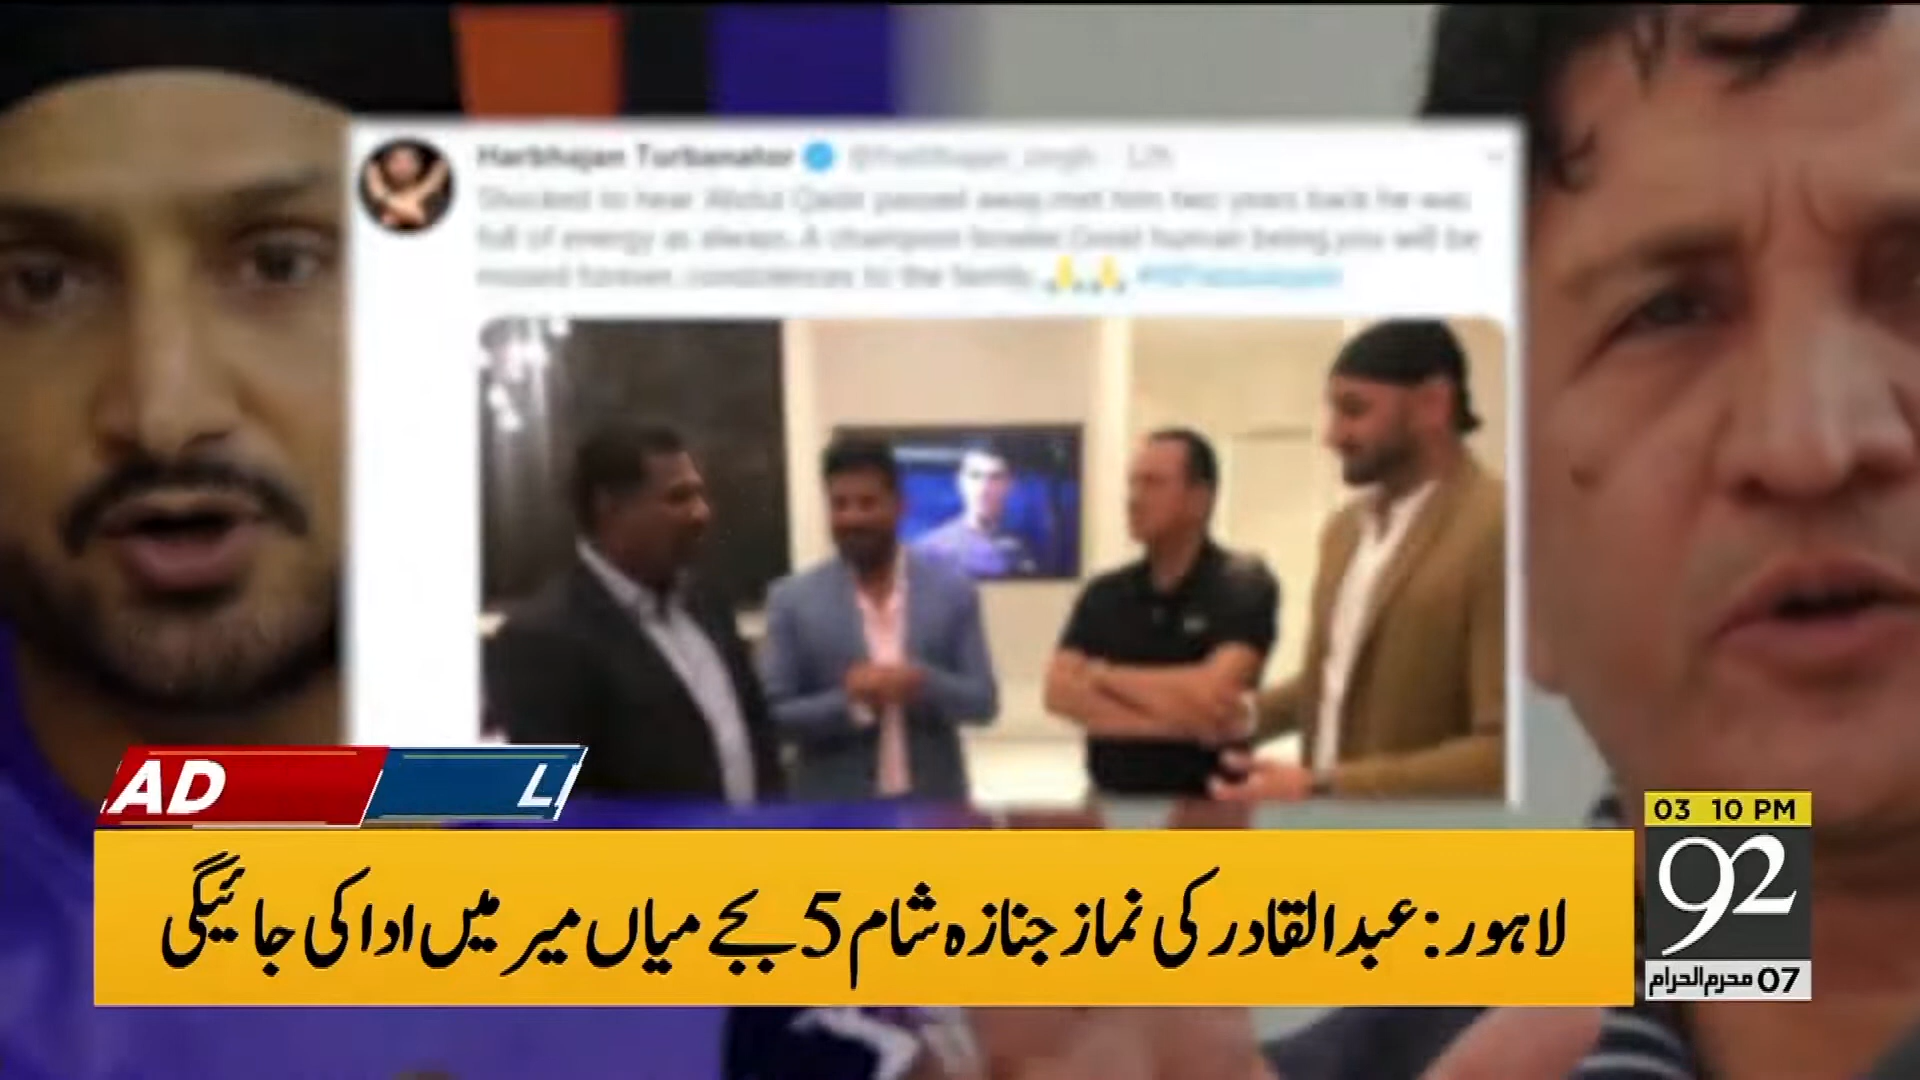 Harbhajan Turbanator 12h
Shocked to hear Abdul Qadir passed away,met him two years back he was
full of energy as always. A champion bowler,Great human being,you will be
missed forever, to the family
AD
LI
03 10 PM
92
لاہور: عبدالقادر کی نماز جنازہ شام 5 بجے میاں میر میں ادا کی جائیگی
07 محرم الحرام